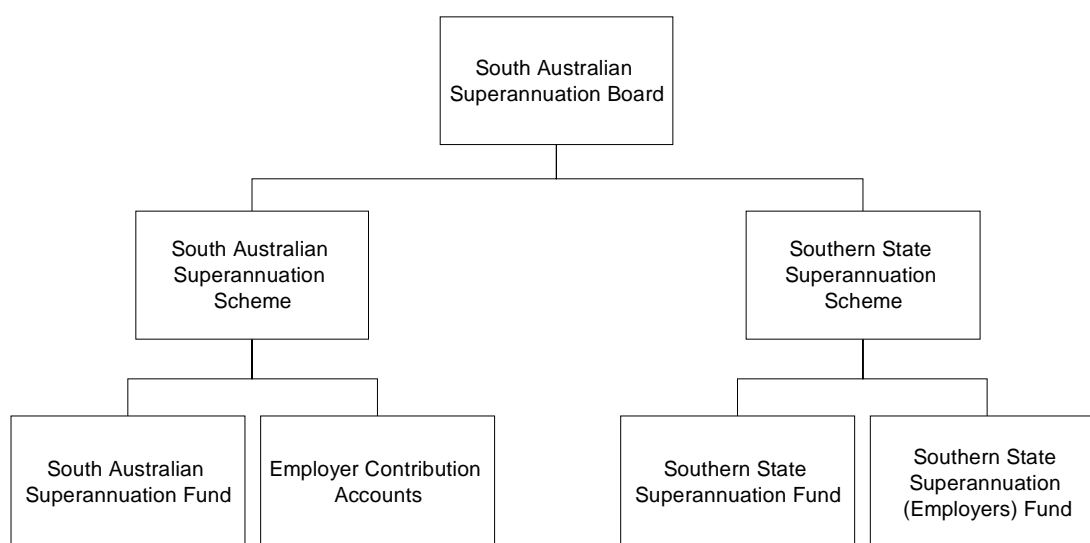 South Australian
Superannuation Board
South Australian
Superannuation
Scheme
Southern State
Superannuation
Scheme
South Australian
Superannuation Fund
Employer Contribution
Accounts
Southern State
Superannuation Fund
Southern State
Superannuation
(Employers) Fund